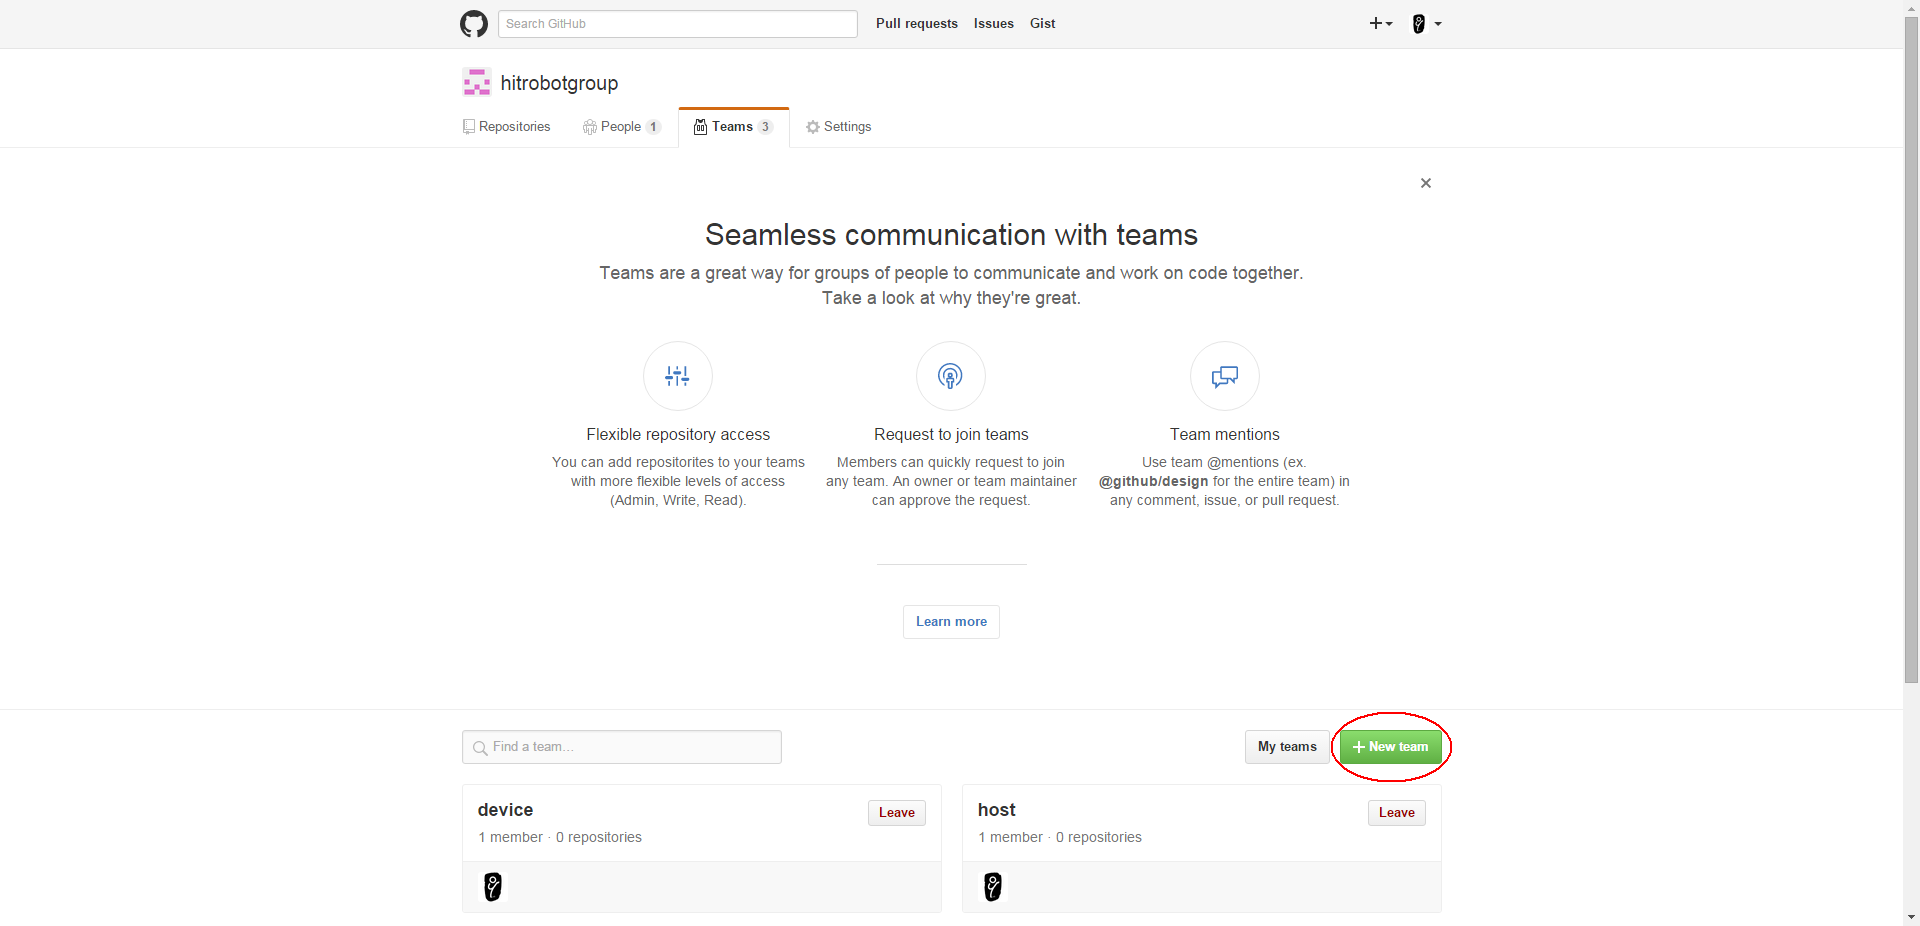 Search GitHub
Pull requests Issues Gist
hitrobotgroup
Repositories People 1 Teams 3 Settings
Seamless communication with teams
Teams are a great way for groups of people to communicate and work on code together.
Take a look at why they're great.
Flexible repository access
You can add repositorites to your teams
with more flexible levels of access
(Admin, Write, Read).
Request to join teams
Members can quickly request to join
any team. An owner or team maintainer
can approve the request.
Team mentions
Use team @mentions (ex.
@github/design for the entire team) in
any comment, issue, or pull request.
Learn more
Find a team...
My teams
New team
device
Leave
1 member · 0 repositories
host
Leave
1 member · 0 repositories